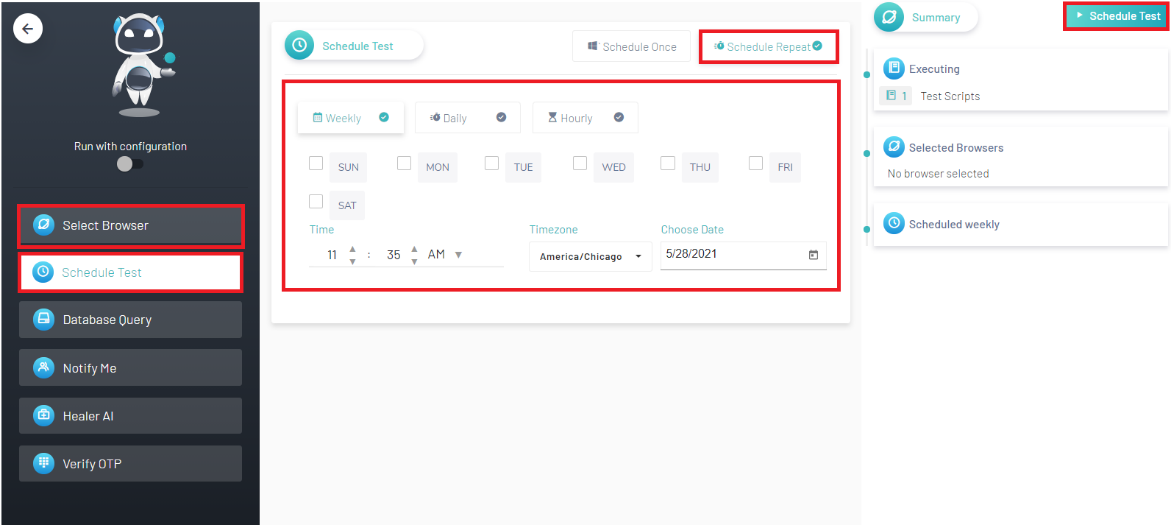 Run with configuration
Select Browser
Schedule Test
Database Query
Notify Me
Healer AI
Verify OTP
Schedule Test
Schedule Once
Schedule Repeat
Weekly
Daily
Hourly
SUN
MON
TUE
WED
THU
FRI
SAT
Time
Timezone
Choose Date
11 : 35 AM
America/Chicago
5/28/2021
Summary
Schedule Test
Executing
1 Test Scripts
Selected Browsers
No browser selected
Scheduled weekly